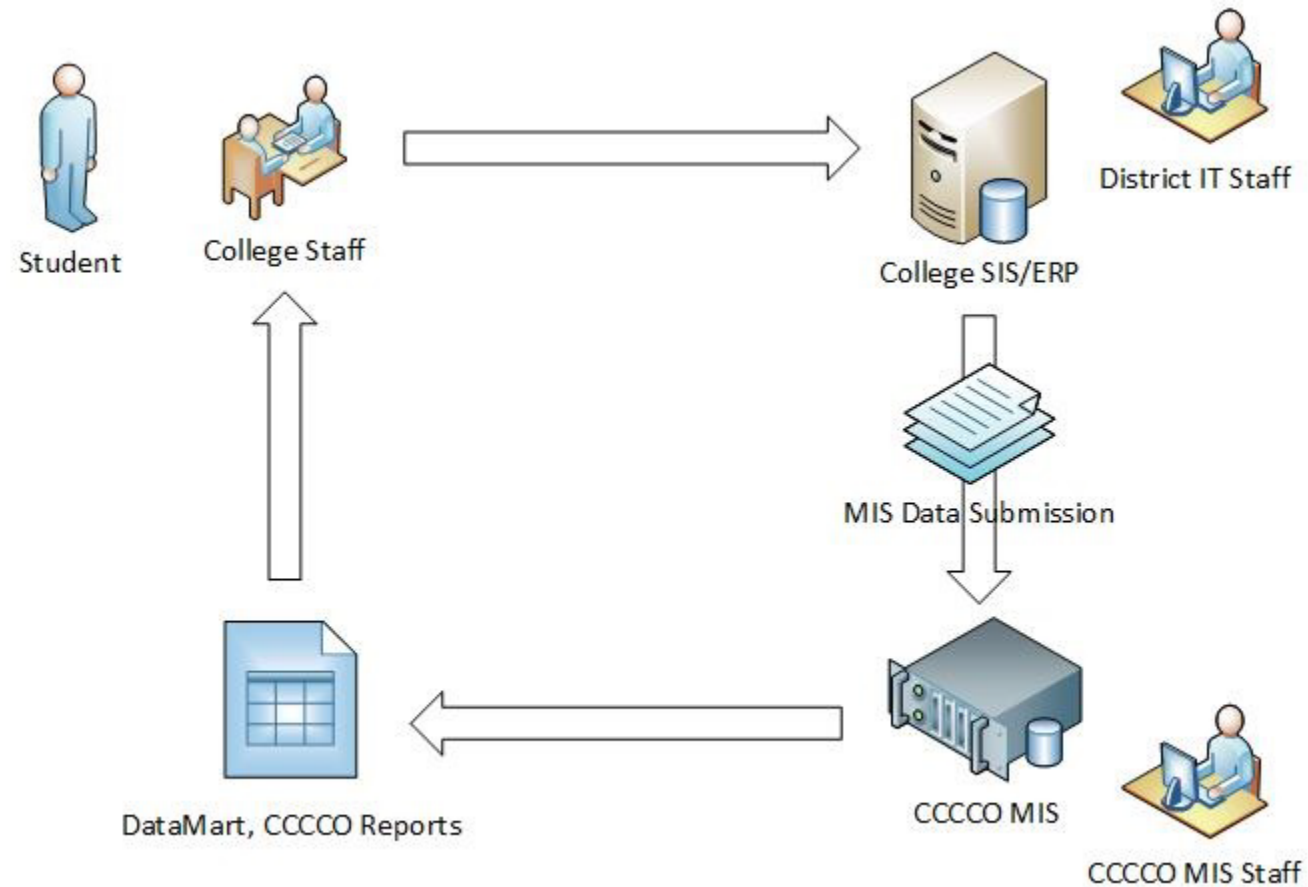 Student
College Staff
College SIS/ERP
District IT Staff
MIS Data Submission
DataMart, CCCCO Reports
CCCCO MIS
CCCCO MIS Staff